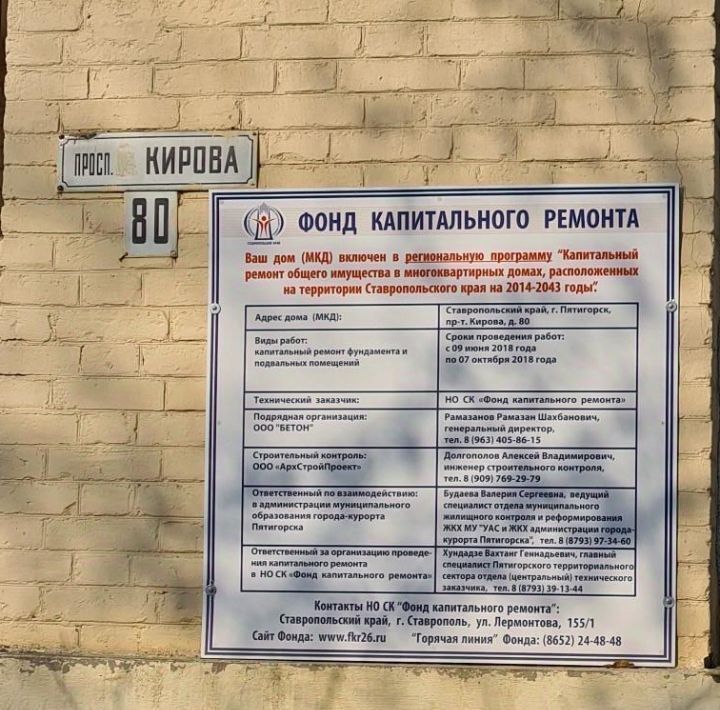 ПРОСП. КИРОВА
80
ФОНД КАПИТАЛЬНОГО РЕМОНТА
СТАВРОПОЛЬСКИЙ КРАЙ
Ваш дом (МКД) включен в региональную программу "Капитальный
ремонт общего имущества в многоквартирных домах, расположенных
на территории Ставропольского края на 2014-2043 годы".
Адрес дома (МКД):
Ставропольский край, г. Пятигорск,
пр-т. Кирова, д. 80
Виды работ:
капитальный ремонт фундамента и
подвальных помещений
Сроки проведения работ:
с 09 июня 2018 года
по 07 октября 2018 года
Технический заказчик:
НО СК «Фонд капитального ремонта»
Подрядная организация:
ООО "БЕТОН"
Рамазанов Рамазан Шахбанович,
генеральный директор,
тел. 8 (963) 405-86-15
Строительный контроль:
ООО «АрхСтройПроект»
Долгополов Алексей Владимирович,
инженер строительного контроля,
тел. 8 (909) 769-29-79
Ответственный по взаимодействию:
в администрации муниципального
образования города-курорта
Пятигорска
Будаева Валерия Сергеевна, ведущий
специалист отдела муниципального
жилищного контроля и реформирования
ЖКХ МУ "УАС и ЖКХ администрации города-
курорта Пятигорска", тел. 8 (8793) 97-34-60
Ответственный за организацию проведе-
ния капитального ремонта
в НО СК «Фонд капитального ремонта»
Хундадзе Вахтанг Геннадьевич, главный
специалист Пятигорского территориального
сектора отдела (центральный) технического
заказчика, тел. 8 (8793) 39-13-44
Контакты НО СК "Фонд капитального ремонта":
Ставропольский край, г. Ставрополь, ул. Лермонтова, 155/1
Сайт Фонда: www.fkr26.ru "Горячая линия" Фонда: (8652) 24-48-48